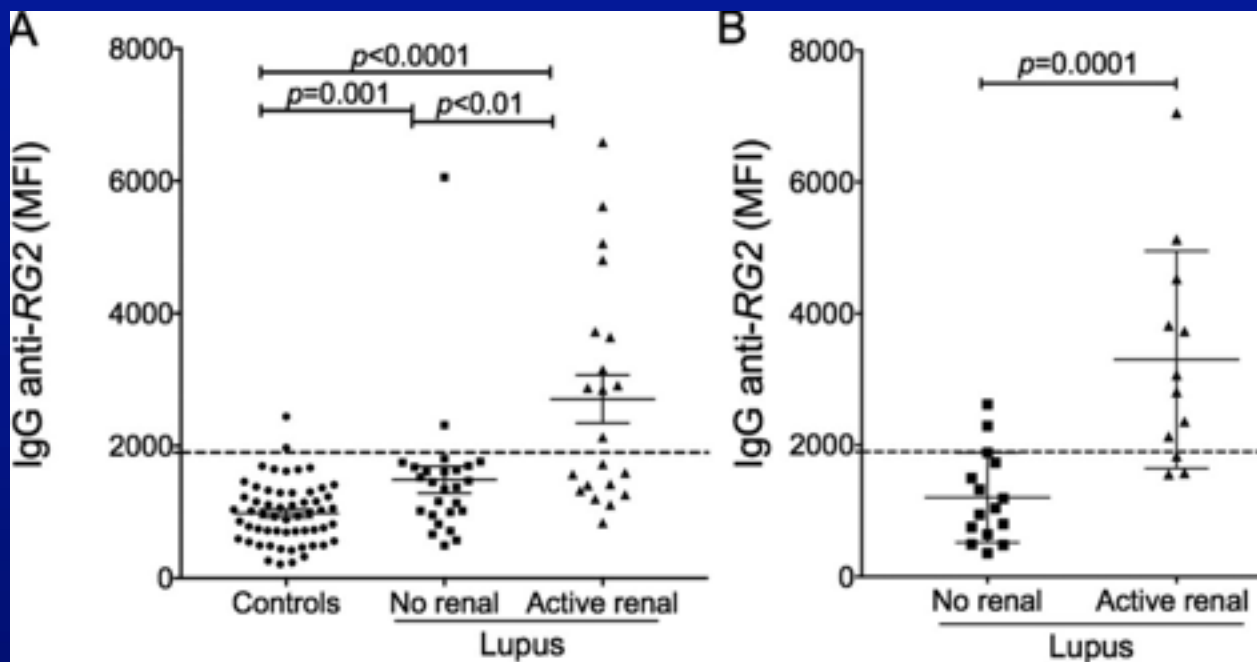 A
8000
6000
4000
2000
0
IgG anti-RG2 (MFI)
p<0.0001
p=0.001
p<0.01
Controls
No renal
Active renal
Lupus
B
8000
6000
4000
2000
0
IgG anti-RG2 (MFI)
p=0.0001
No renal
Active renal
Lupus